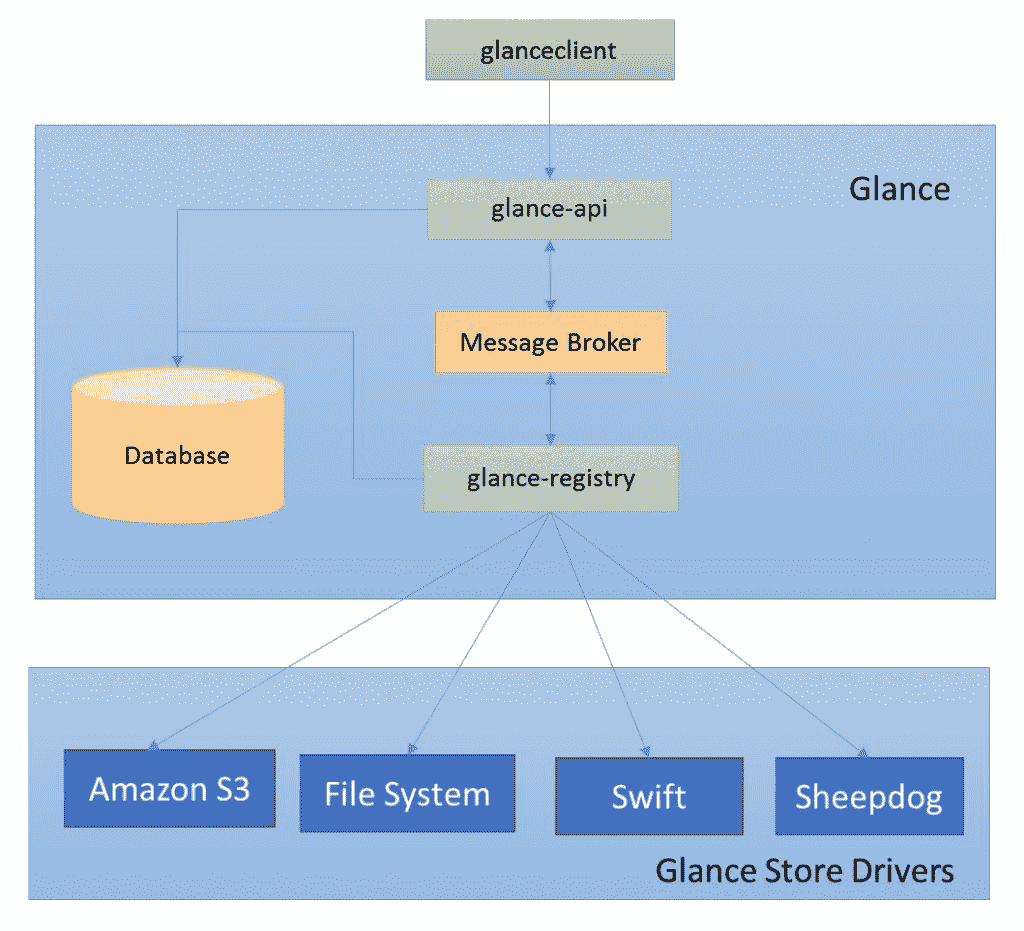 glanceclient
Glance
glance-api
Message Broker
Database
glance-registry
Amazon S3
File System
Swift
Sheepdog
Glance Store Drivers